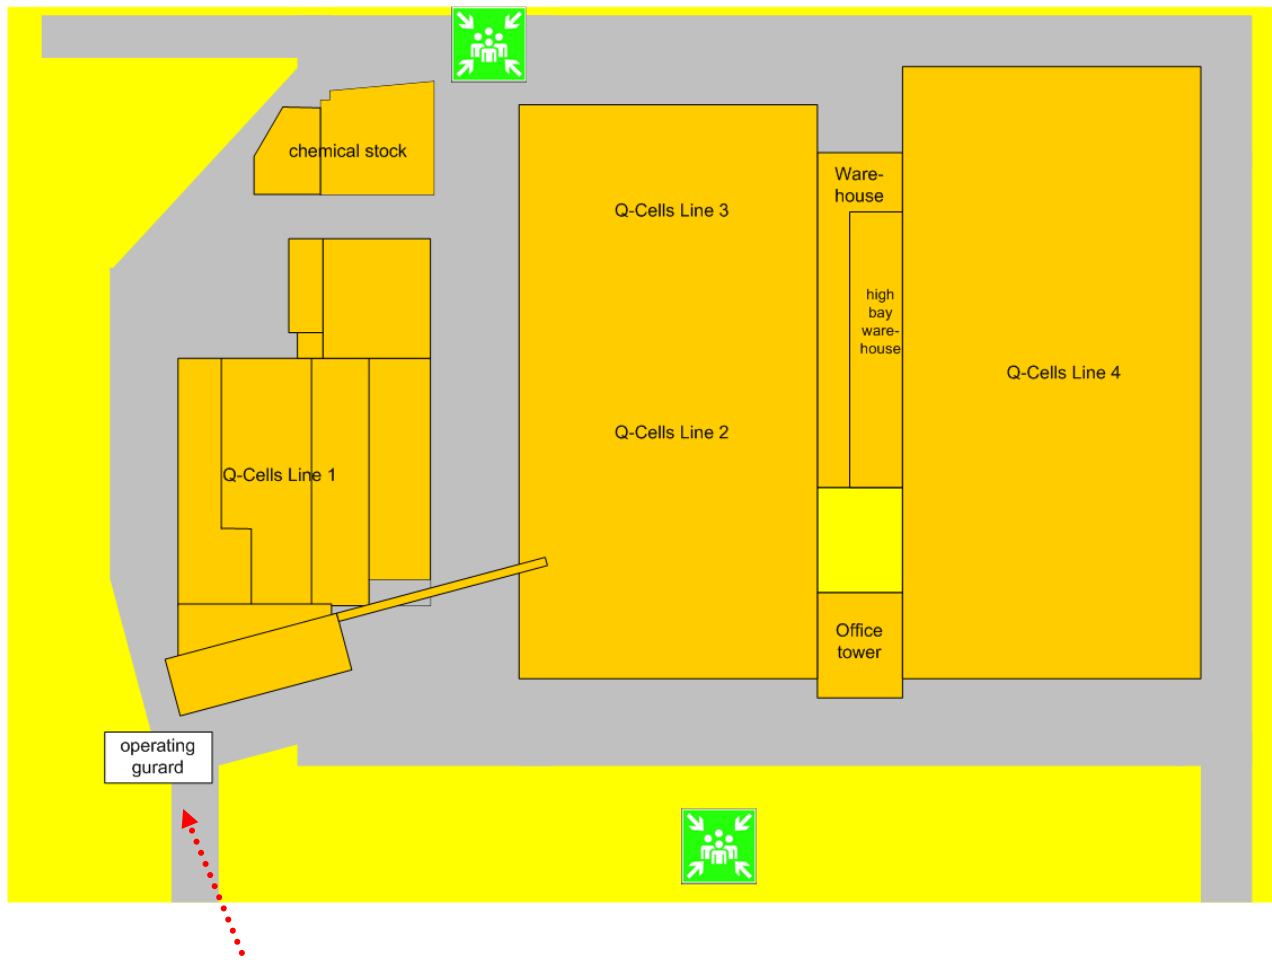 chemical stock
Q-Cells Line 3
Ware-
house
high
bay
ware-
house
Q-Cells Line 4
Q-Cells Line 2
Q-Cells Line 1
Office
tower
operating
gurard